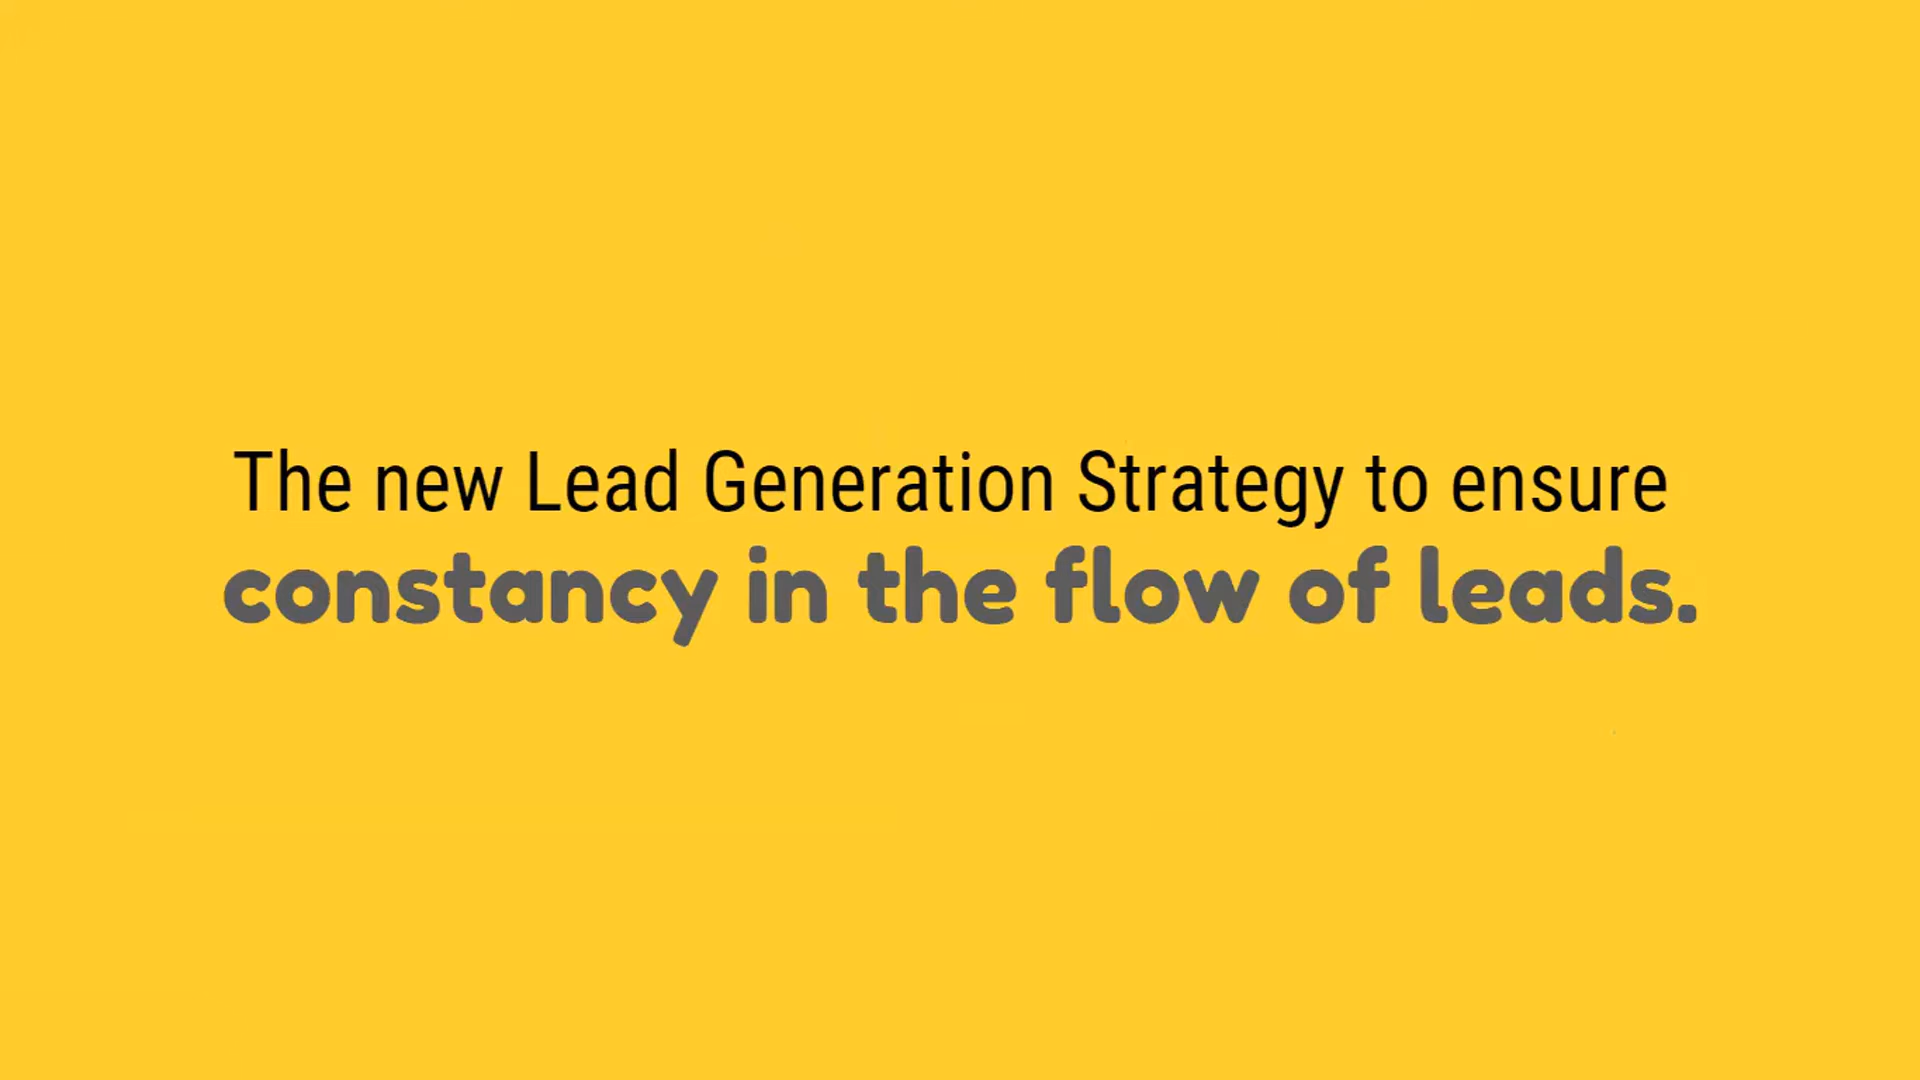 The new Lead Generation Strategy to ensure
constancy in the flow of leads.